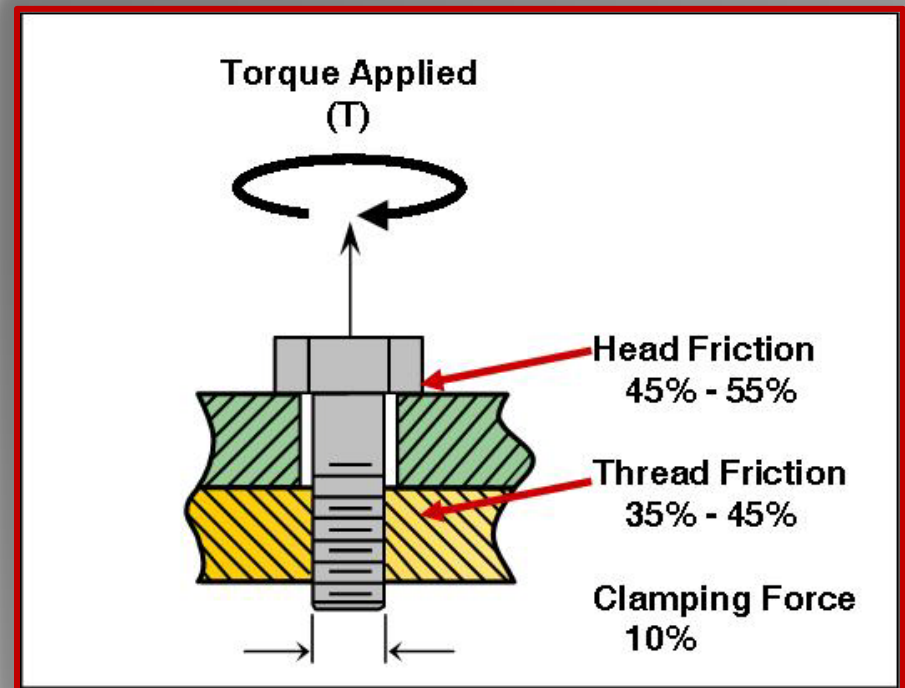 Torque Applied
(T)
Head Friction
45% - 55%
Thread Friction
35% - 45%
Clamping Force
10%